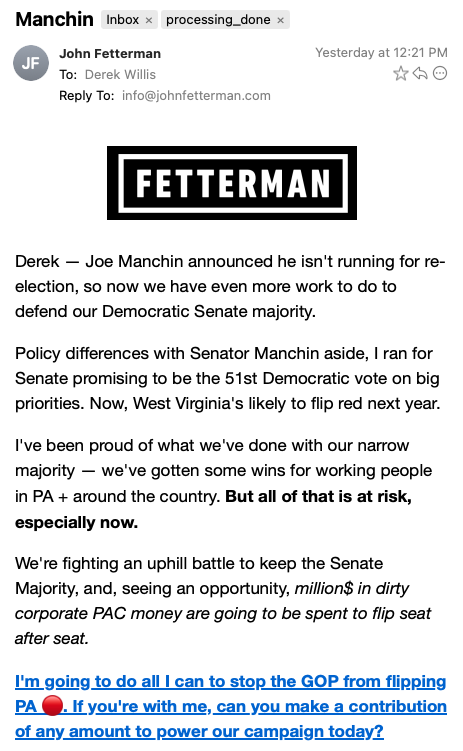 Manchin Inbox × processing_done ×
JF John Fetterman Yesterday at 12:21 PM
To: Derek Willis
Reply To: info@johnfetterman.com
FETTERMAN
Derek — Joe Manchin announced he isn't running for re-
election, so now we have even more work to do to
defend our Democratic Senate majority.
Policy differences with Senator Manchin aside, I ran for
Senate promising to be the 51st Democratic vote on big
priorities. Now, West Virginia's likely to flip red next year.
I've been proud of what we've done with our narrow
majority — we've gotten some wins for working people
in PA + around the country. But all of that is at risk,
especially now.
We're fighting an uphill battle to keep the Senate
Majority, and, seeing an opportunity, million$ in dirty
corporate PAC money are going to be spent to flip seat
after seat.
I'm going to do all I can to stop the GOP from flipping
PA 🔴. If you're with me, can you make a contribution
of any amount to power our campaign today?